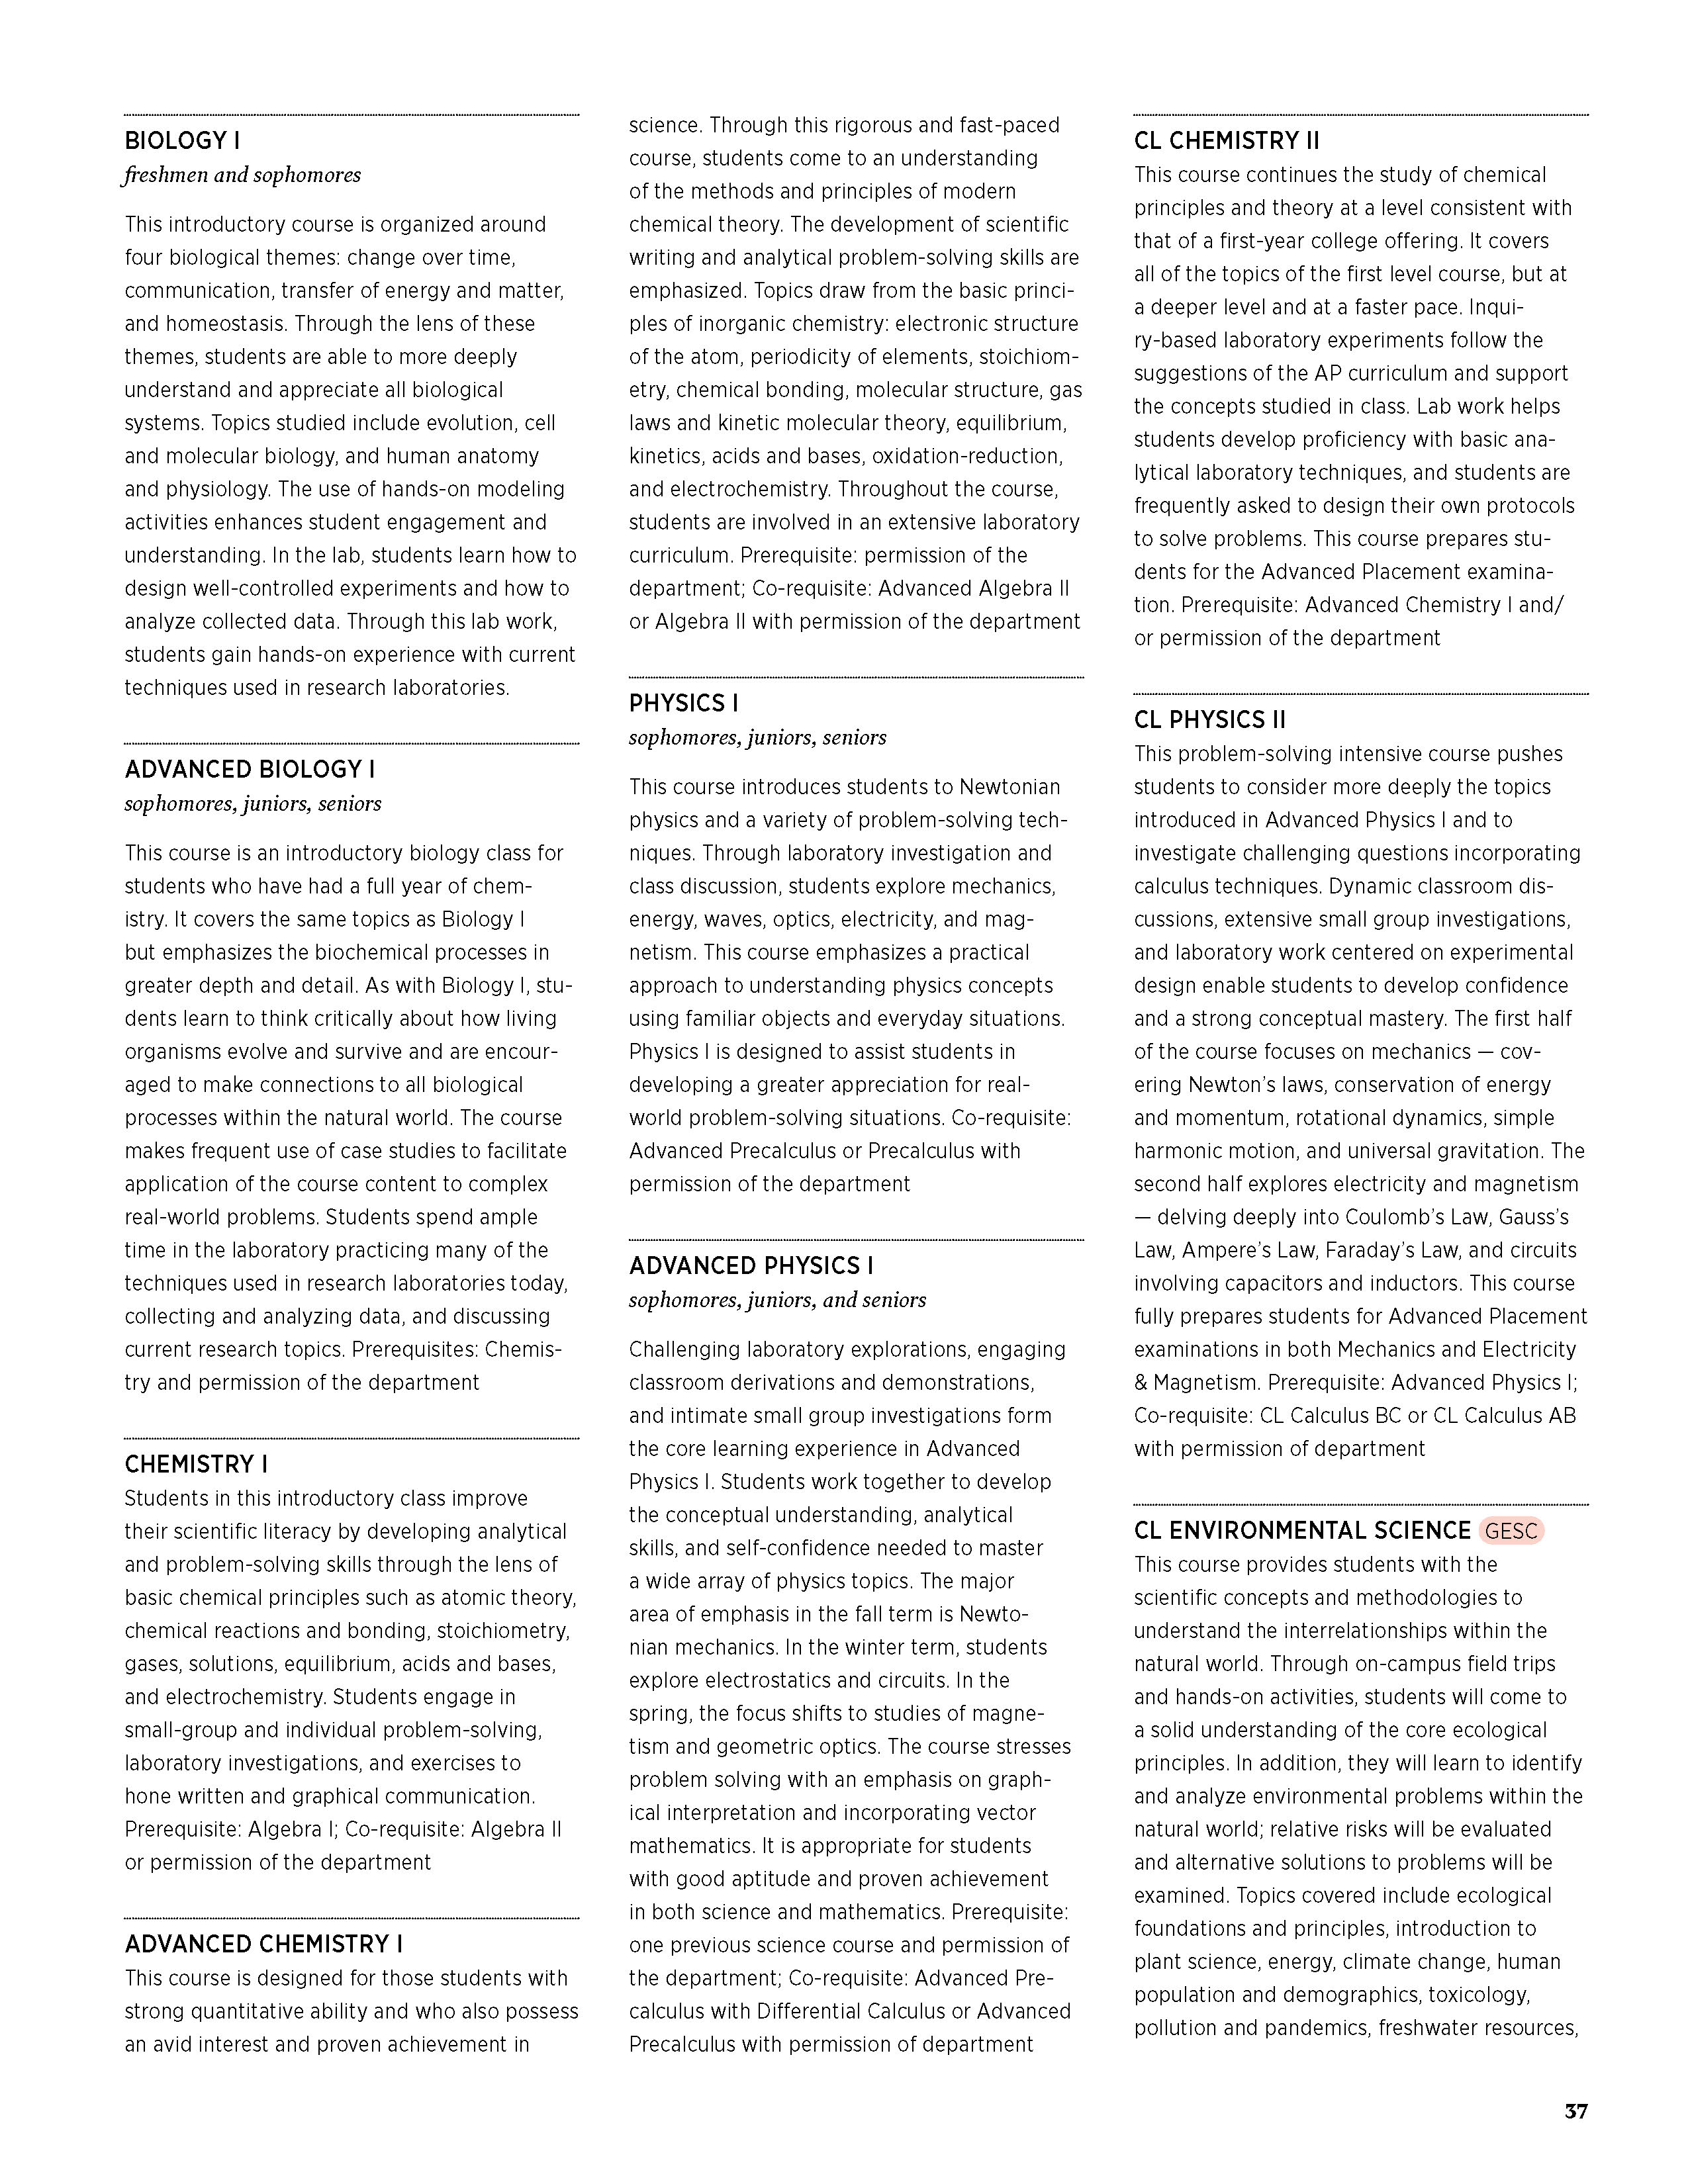 BIOLOGY I
freshmen and sophomores
This introductory course is organized around
four biological themes: change over time,
communication, transfer of energy and matter,
and homeostasis. Through the lens of these
themes, students are able to more deeply
understand and appreciate all biological
systems. Topics studied include evolution, cell
and molecular biology, and human anatomy
and physiology. The use of hands-on modeling
activities enhances student engagement and
understanding. In the lab, students learn how to
design well-controlled experiments and how to
analyze collected data. Through this lab work,
students gain hands-on experience with current
techniques used in research laboratories.
ADVANCED BIOLOGY I
sophomores, juniors, seniors
This course is an introductory biology class for
students who have had a full year of chem-
istry. It covers the same topics as Biology I
but emphasizes the biochemical processes in
greater depth and detail. As with Biology I, stu-
dents learn to think critically about how living
organisms evolve and survive and are encour-
aged to make connections to all biological
processes within the natural world. The course
makes frequent use of case studies to facilitate
application of the course content to complex
real-world problems. Students spend ample
time in the laboratory practicing many of the
techniques used in research laboratories today,
collecting and analyzing data, and discussing
current research topics. Prerequisites: Chemis-
try and permission of the department
CHEMISTRY I
Students in this introductory class improve
their scientific literacy by developing analytical
and problem-solving skills through the lens of
basic chemical principles such as atomic theory,
chemical reactions and bonding, stoichiometry,
gases, solutions, equilibrium, acids and bases,
and electrochemistry. Students engage in
small-group and individual problem-solving,
laboratory investigations, and exercises to
hone written and graphical communication.
Prerequisite: Algebra I; Co-requisite: Algebra II
or permission of the department
ADVANCED CHEMISTRY I
This course is designed for those students with
strong quantitative ability and who also possess
an avid interest and proven achievement in
science. Through this rigorous and fast-paced
course, students come to an understanding
of the methods and principles of modern
chemical theory. The development of scientific
writing and analytical problem-solving skills are
emphasized. Topics draw from the basic princi-
ples of inorganic chemistry: electronic structure
of the atom, periodicity of elements, stoichiom-
etry, chemical bonding, molecular structure, gas
laws and kinetic molecular theory, equilibrium,
kinetics, acids and bases, oxidation-reduction,
and electrochemistry. Throughout the course,
students are involved in an extensive laboratory
curriculum. Prerequisite: permission of the
department; Co-requisite: Advanced Algebra II
or Algebra II with permission of the department
PHYSICS I
sophomores, juniors, seniors
This course introduces students to Newtonian
physics and a variety of problem-solving tech-
niques. Through laboratory investigation and
class discussion, students explore mechanics,
energy, waves, optics, electricity, and mag-
netism. This course emphasizes a practical
approach to understanding physics concepts
using familiar objects and everyday situations.
Physics I is designed to assist students in
developing a greater appreciation for real-
world problem-solving situations. Co-requisite:
Advanced Precalculus or Precalculus with
permission of the department
ADVANCED PHYSICS I
sophomores, juniors, and seniors
Challenging laboratory explorations, engaging
classroom derivations and demonstrations,
and intimate small group investigations form
the core learning experience in Advanced
Physics I. Students work together to develop
the conceptual understanding, analytical
skills, and self-confidence needed to master
a wide array of physics topics. The major
area of emphasis in the fall term is Newto-
nian mechanics. In the winter term, students
explore electrostatics and circuits. In the
spring, the focus shifts to studies of magne-
tism and geometric optics. The course stresses
problem solving with an emphasis on graph-
ical interpretation and incorporating vector
mathematics. It is appropriate for students
with good aptitude and proven achievement
in both science and mathematics. Prerequisite:
one previous science course and permission of
the department; Co-requisite: Advanced Pre-
calculus with Differential Calculus or Advanced
Precalculus with permission of department
CL CHEMISTRY II
This course continues the study of chemical
principles and theory at a level consistent with
that of a first-year college offering. It covers
all of the topics of the first level course, but at
a deeper level and at a faster pace. Inqui-
ry-based laboratory experiments follow the
suggestions of the AP curriculum and support
the concepts studied in class. Lab work helps
students develop proficiency with basic ana-
lytical laboratory techniques, and students are
frequently asked to design their own protocols
to solve problems. This course prepares stu-
dents for the Advanced Placement examina-
tion. Prerequisite: Advanced Chemistry I and/
or permission of the department
CL PHYSICS II
This problem-solving intensive course pushes
students to consider more deeply the topics
introduced in Advanced Physics I and to
investigate challenging questions incorporating
calculus techniques. Dynamic classroom dis-
cussions, extensive small group investigations,
and laboratory work centered on experimental
design enable students to develop confidence
and a strong conceptual mastery. The first half
of the course focuses on mechanics — cov-
ering Newton’s laws, conservation of energy
and momentum, rotational dynamics, simple
harmonic motion, and universal gravitation. The
second half explores electricity and magnetism
— delving deeply into Coulomb’s Law, Gauss’s
Law, Ampere’s Law, Faraday’s Law, and circuits
involving capacitors and inductors. This course
fully prepares students for Advanced Placement
examinations in both Mechanics and Electricity
& Magnetism. Prerequisite: Advanced Physics I;
Co-requisite: CL Calculus BC or CL Calculus AB
with permission of department
CL ENVIRONMENTAL SCIENCE GESC
This course provides students with the
scientific concepts and methodologies to
understand the interrelationships within the
natural world. Through on-campus field trips
and hands-on activities, students will come to
a solid understanding of the core ecological
principles. In addition, they will learn to identify
and analyze environmental problems within the
natural world; relative risks will be evaluated
and alternative solutions to problems will be
examined. Topics covered include ecological
foundations and principles, introduction to
plant science, energy, climate change, human
population and demographics, toxicology,
pollution and pandemics, freshwater resources,
37